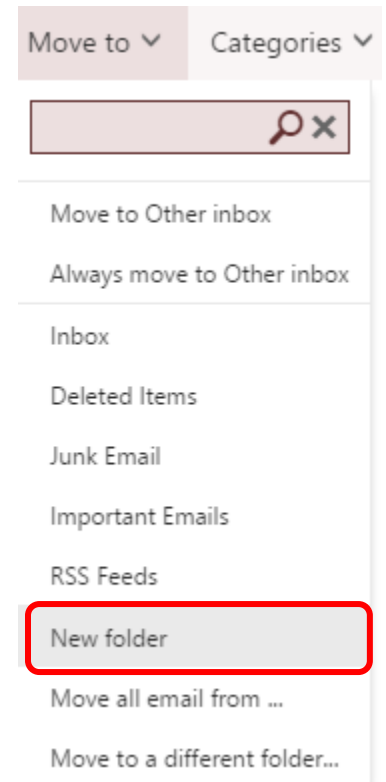 Move to Categories
Move to Other inbox
Always move to Other inbox
Inbox
Deleted Items
Junk Email
Important Emails
RSS Feeds
New folder
Move all email from ...
Move to a different folder...